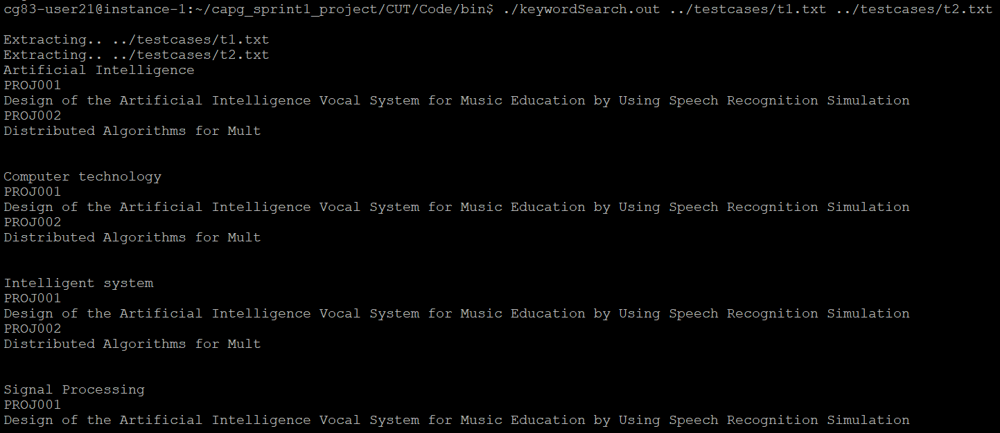 cg83-user21@instance-1:~/capg_sprint1_project/CUT/Code/bin$ ./keywordSearch.out ../testcases/t1.txt ../testcases/t2.txt
Extracting.. ../testcases/t1.txt
Extracting.. ../testcases/t2.txt
Artificial Intelligence
PROJ001
Design of the Artificial Intelligence Vocal System for Music Education by Using Speech Recognition Simulation
PROJ002
Distributed Algorithms for Mult
Computer technology
PROJ001
Design of the Artificial Intelligence Vocal System for Music Education by Using Speech Recognition Simulation
PROJ002
Distributed Algorithms for Mult
Intelligent system
PROJ001
Design of the Artificial Intelligence Vocal System for Music Education by Using Speech Recognition Simulation
PROJ002
Distributed Algorithms for Mult
Signal Processing
PROJ001
Design of the Artificial Intelligence Vocal System for Music Education by Using Speech Recognition Simulation